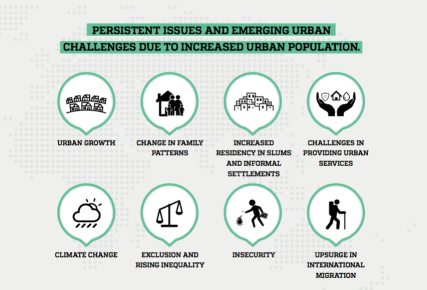 PERSISTENT ISSUES AND EMERGING URBAN
CHALLENGES DUE TO INCREASED URBAN POPULATION.
URBAN GROWTH
CHANGE IN FAMILY
PATTERNS
INCREASED
RESIDENCY IN SLUMS
AND INFORMAL
SETTLEMENTS
CHALLENGES IN
PROVIDING URBAN
SERVICES
CLIMATE CHANGE
EXCLUSION AND
RISING INEQUALITY
INSECURITY
UPSURGE IN
INTERNATIONAL
MIGRATION